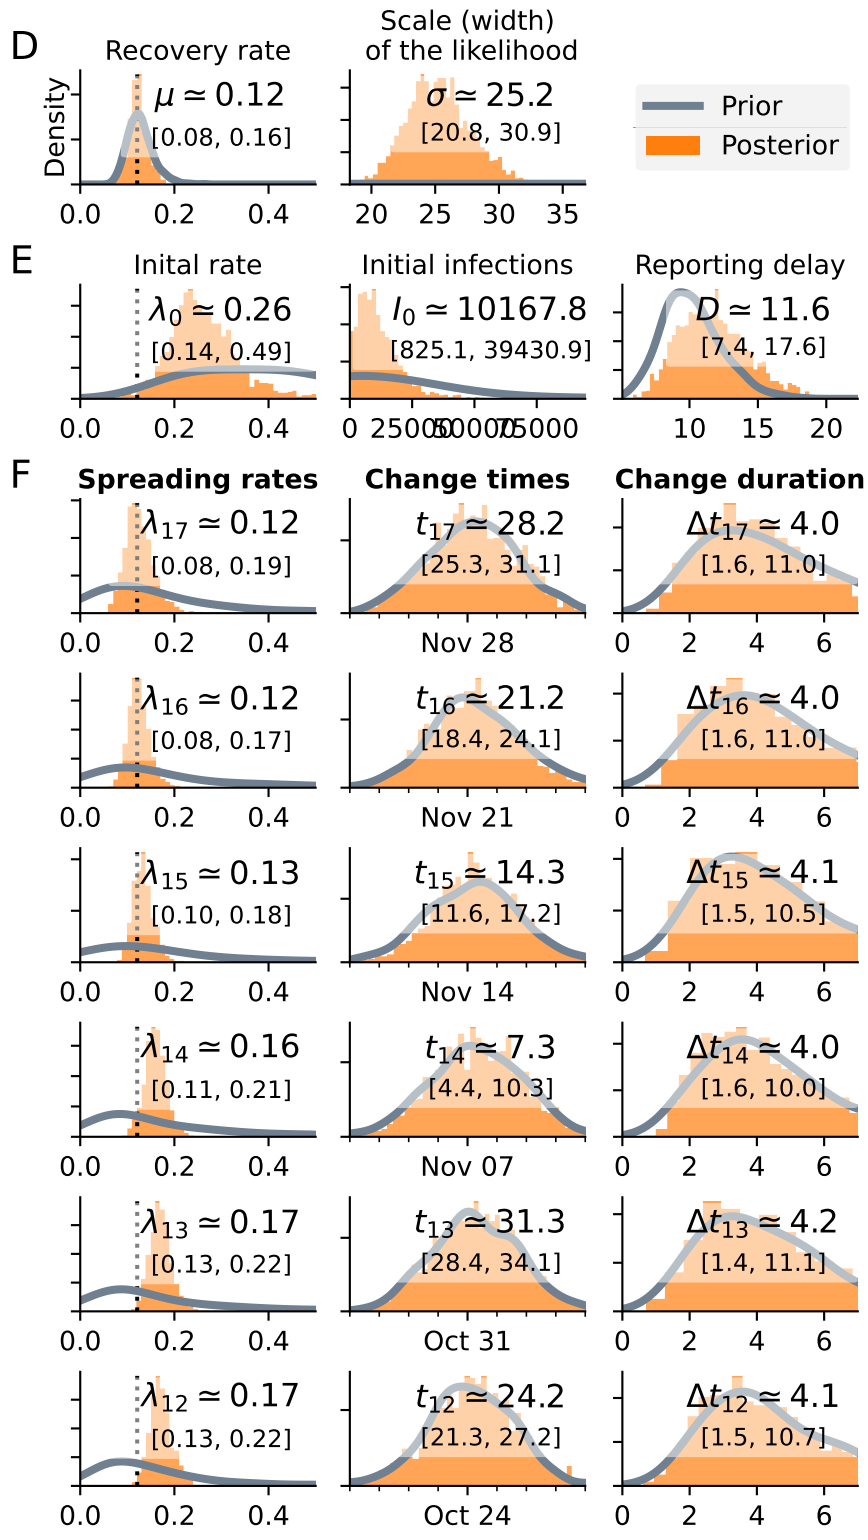 D
Recovery rate
Scale (width)
of the likelihood
Density
μ ≃ 0.12
[0.08, 0.16]
0.0 0.2 0.4
σ ≃ 25.2
[20.8, 30.9]
20 25 30 35
Prior
Posterior
E
Inital rate
λ0 ≃ 0.26
[0.14, 0.49]
0.0 0.2 0.4
Initial infections
I0 ≃ 10167.8
[825.1, 39430.9]
0 25000 50000 75000
Reporting delay
D ≃ 11.6
[7.4, 17.6]
10 15 20
F
Spreading rates Change times Change duration
λ17 ≃ 0.12
[0.08, 0.19]
0.0 0.2 0.4
t17 ≃ 28.2
[25.3, 31.1]
Nov 28
Δt17 ≃ 4.0
[1.6, 11.0]
0 2 4 6
λ16 ≃ 0.12
[0.08, 0.17]
0.0 0.2 0.4
t16 ≃ 21.2
[18.4, 24.1]
Nov 21
Δt16 ≃ 4.0
[1.6, 11.0]
0 2 4 6
λ15 ≃ 0.13
[0.10, 0.18]
0.0 0.2 0.4
t15 ≃ 14.3
[11.6, 17.2]
Nov 14
Δt15 ≃ 4.1
[1.5, 10.5]
0 2 4 6
λ14 ≃ 0.16
[0.11, 0.21]
0.0 0.2 0.4
t14 ≃ 7.3
[4.4, 10.3]
Nov 07
Δt14 ≃ 4.0
[1.6, 10.0]
0 2 4 6
λ13 ≃ 0.17
[0.13, 0.22]
0.0 0.2 0.4
t13 ≃ 31.3
[28.4, 34.1]
Oct 31
Δt13 ≃ 4.2
[1.4, 11.1]
0 2 4 6
λ12 ≃ 0.17
[0.13, 0.22]
0.0 0.2 0.4
t12 ≃ 24.2
[21.3, 27.2]
Oct 24
Δt12 ≃ 4.1
[1.5, 10.7]
0 2 4 6